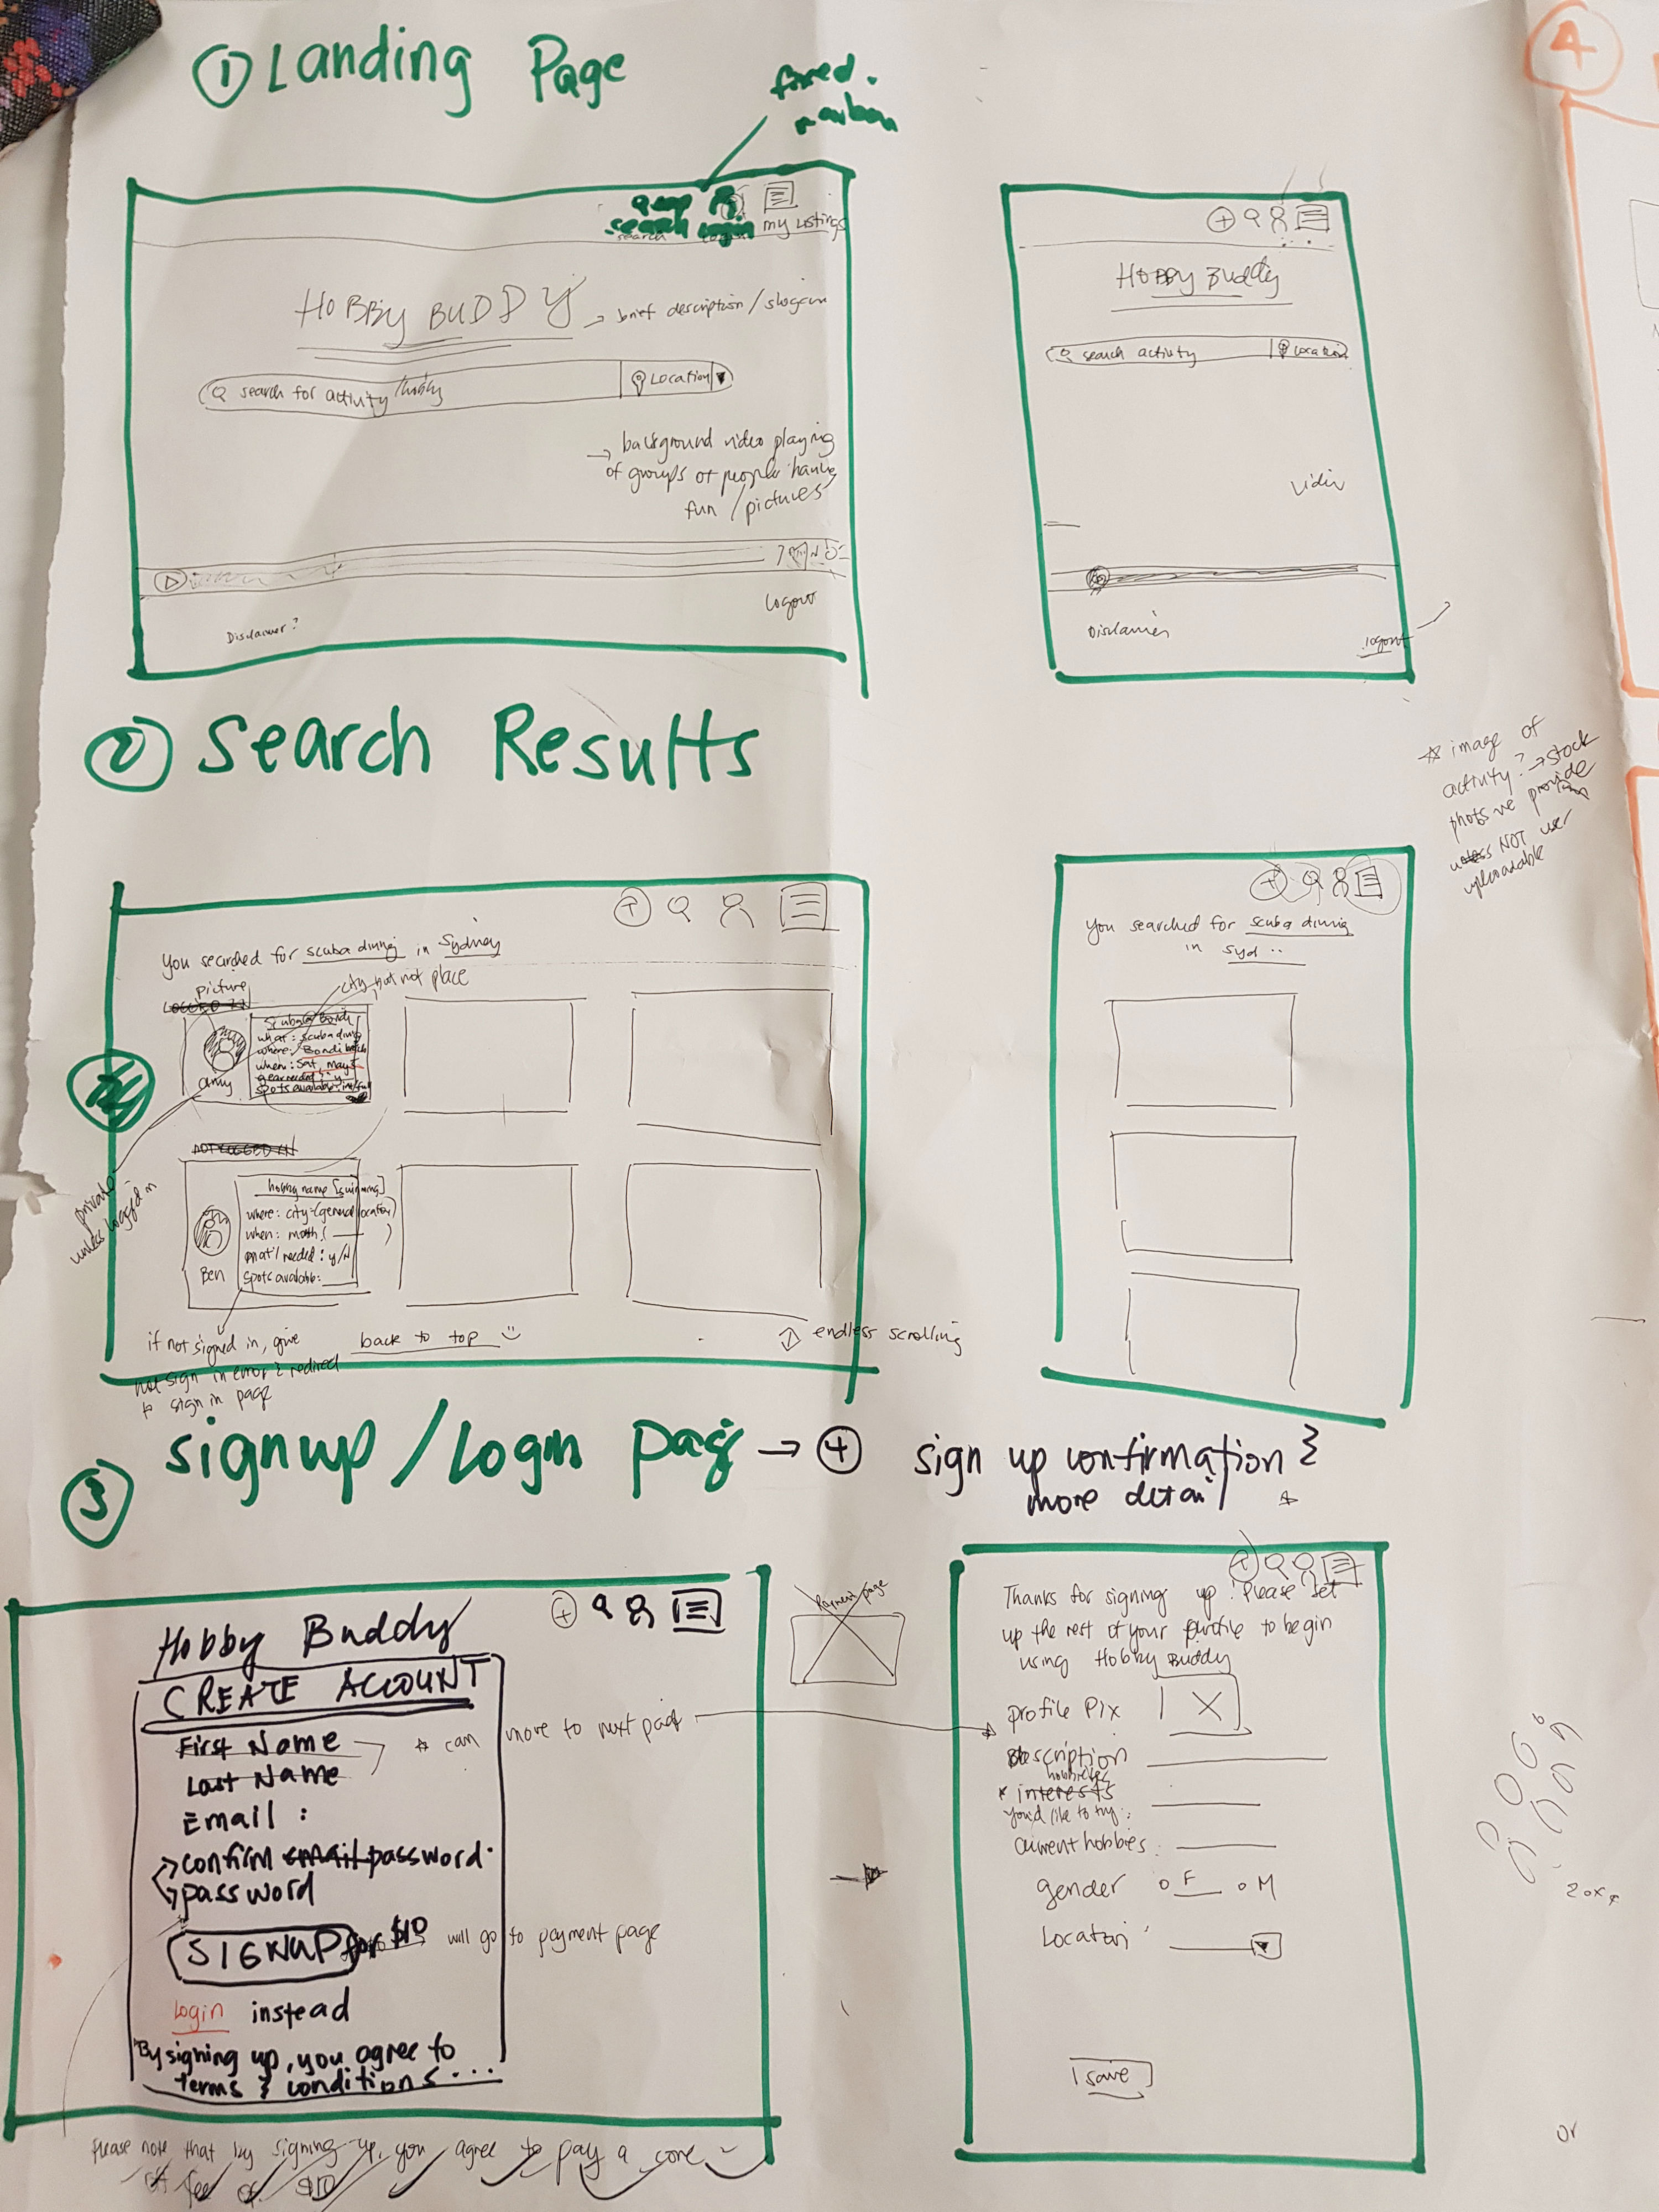 ① Landing Page
fixed
search login my Listings
HOBBY BUDDY → brief description / slogan
search for activity /hobby Location
→ background video playing
of groups of people having
fun / pictures
Logout
Disclaimer?
Hobby Buddy
search activity Location
Disclaimer
logout
② Search Results
☆ image of
activity? → stock
photos we provide
NOT user
uploadable
You searched for scuba diving in Sydney
picture
city but not place
LOGGED IN
Scuba @ Bondi
what: scuba diving
where: Bondi beach
when: Sat, May 5
gear needed: y
spots available:
Amy
private
unless logged in
NOT LOGGED IN
hobby name [swimming]
where: city (general location)
when: month (
mat'l needed: y/N
spots available:
Ben
if not signed in, give
not sign in error & redirect
to sign in page
back to top
endless scrolling
You searched for scuba diving
in Syd ..
③ signup/Login page → ④ sign up confirmation &
more detail
Hobby Buddy
CREATE ACCOUNT
First Name
Last Name
* can move to next page
Email :
confirm email password
password
SIGNUP for $10 → will go to payment page
Login instead
By signing up, you agree to
terms & conditions ...
Please note that by signing up, you agree to pay a
fee of $10
Payment page
Thanks for signing up! Please set
up the rest of your profile to begin
using Hobby Buddy
profile Pix
Description
hobbies
* interests
you'd like to try:
current hobbies:
gender o F o M
Location:
save
4
or